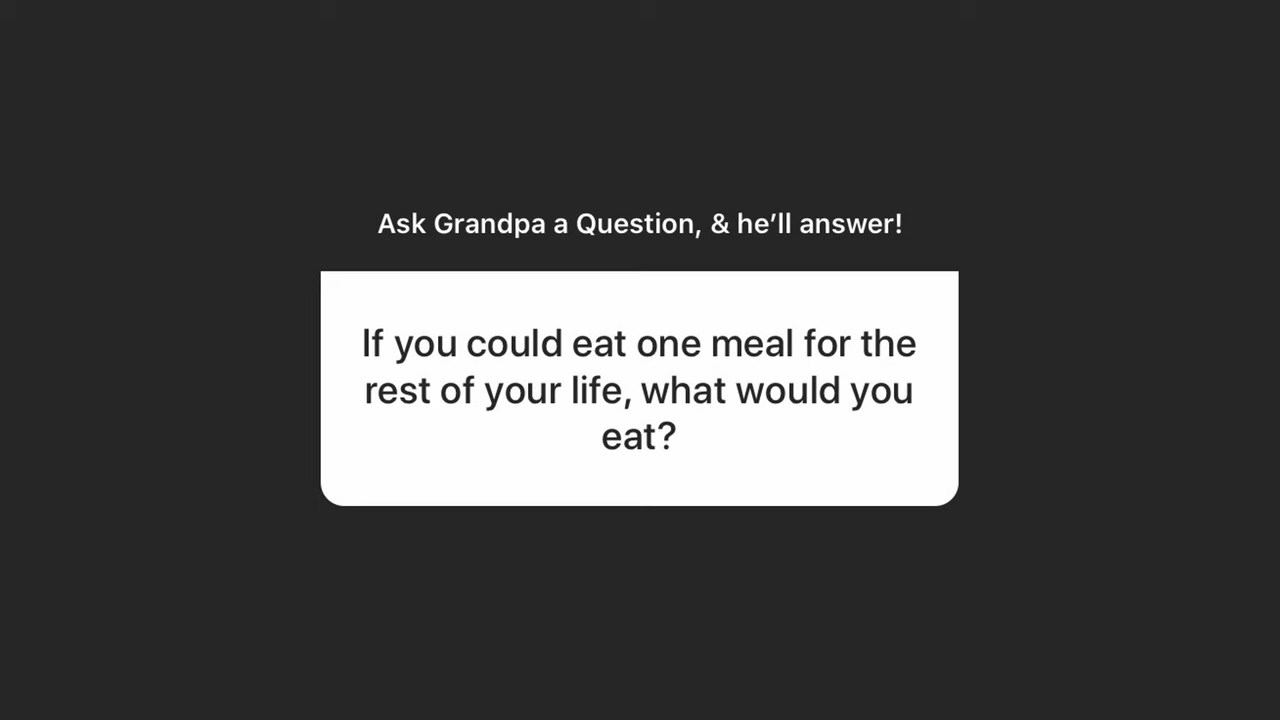 Ask Grandpa a Question, & he’ll answer!
If you could eat one meal for the
rest of your life, what would you
eat?